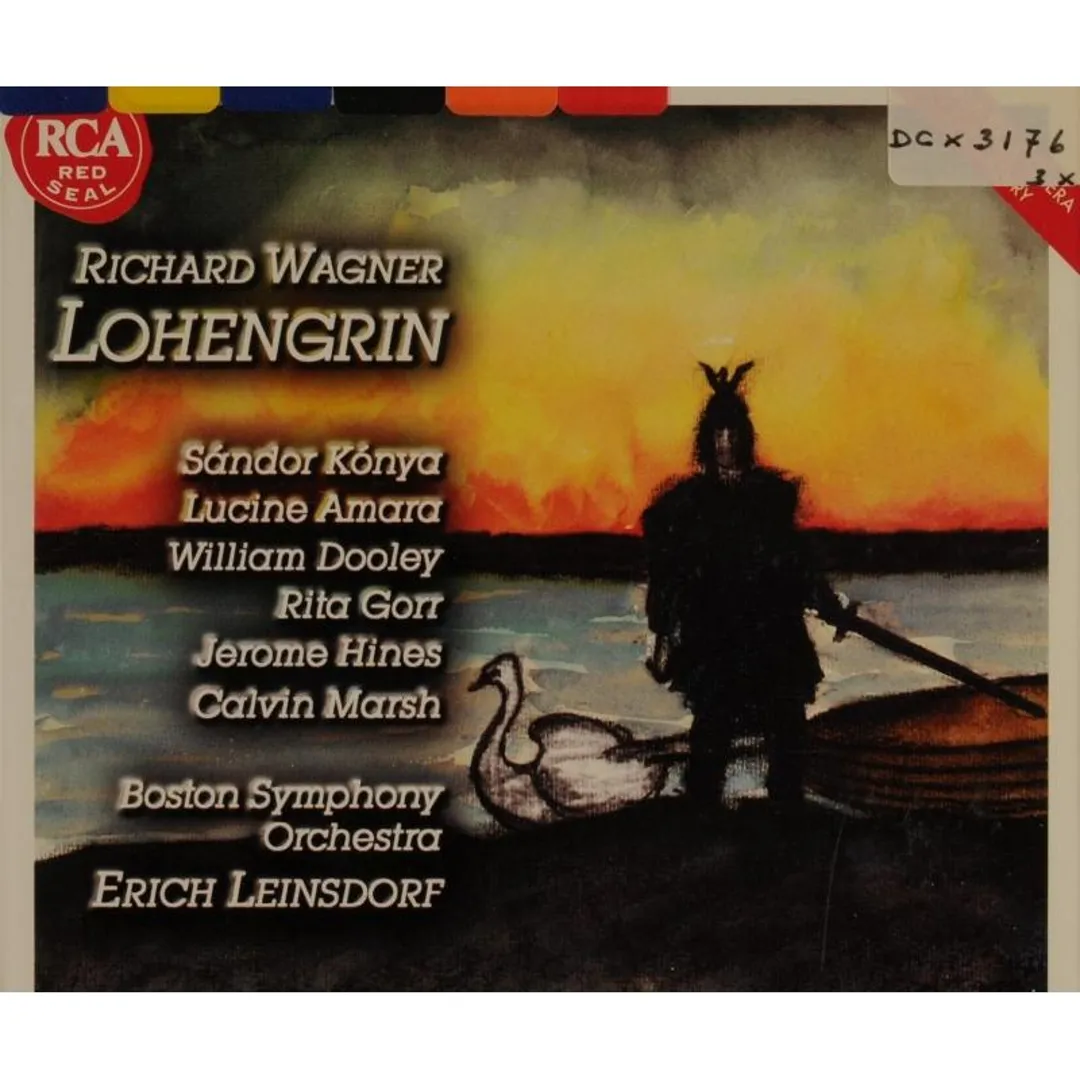 RCA
RED
SEAL
DCX3176
3x
RICHARD WAGNER
LOHENGRIN
Sándor Kónya
Lucine Amara
William Dooley
Rita Gorr
Jerome Hines
Calvin Marsh
Boston Symphony
Orchestra
ERICH LEINSDORF